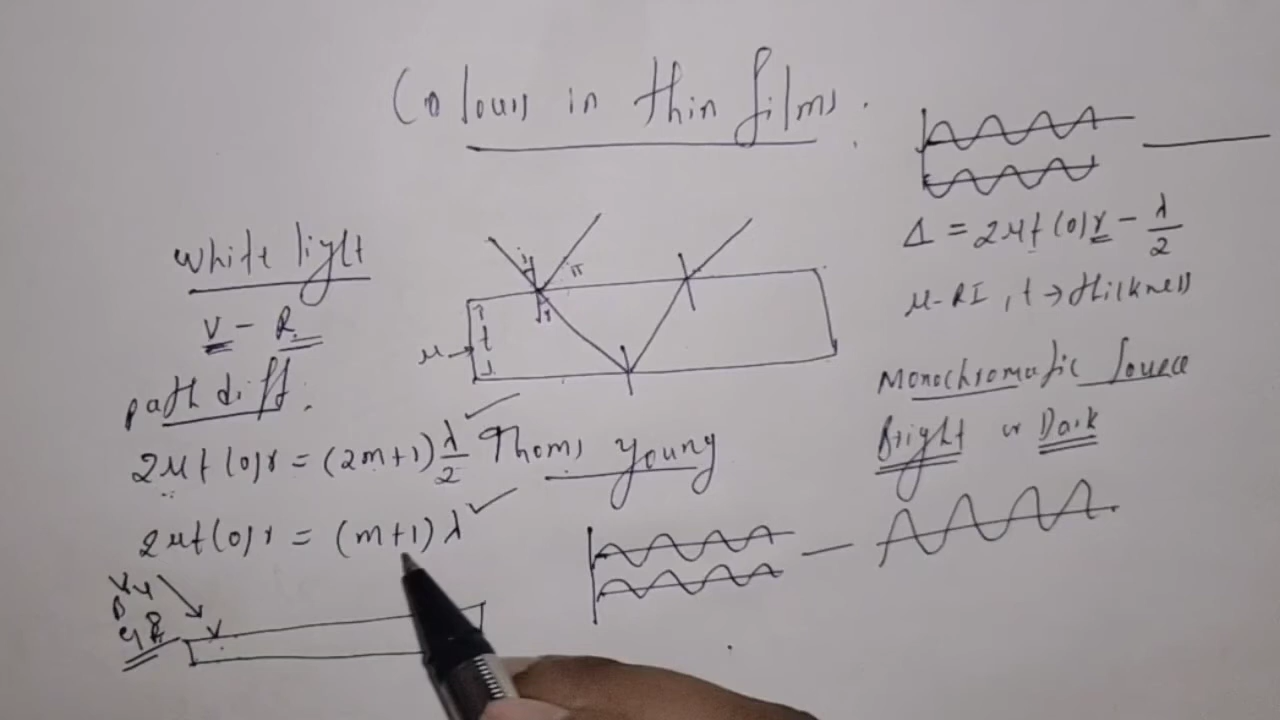 Colours in thin films.
White light
V - R
path diff.
2μt cos r = (2m+1) λ/2
Thoms young
2μt cos r = (m+1) λ
V
i
r
t
μ
Δ = 2μt cos r - λ/2
μ-RI, t → thickness
Monochromatic Source
Bright or Dark